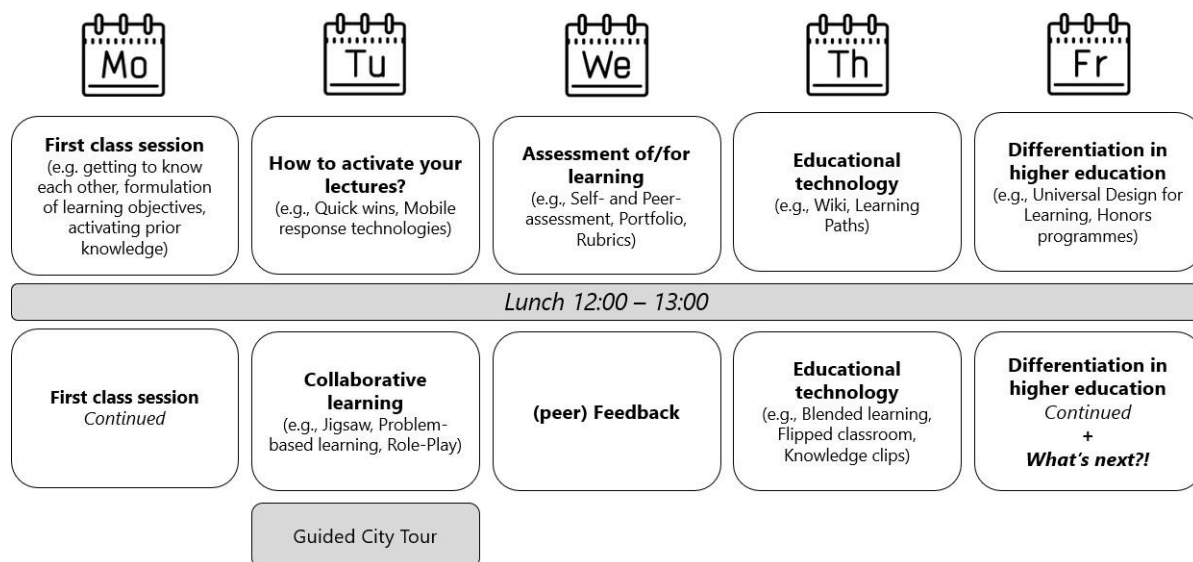 Mo
Tu
We
Th
Fr
First class session
(e.g. getting to know
each other, formulation
of learning objectives,
activating prior
knowledge)
How to activate your
lectures?
(e.g., Quick wins, Mobile
response technologies)
Assessment of/for
learning
(e.g., Self- and Peer-
assessment, Portfolio,
Rubrics)
Educational
technology
(e.g., Wiki, Learning
Paths)
Differentiation in
higher education
(e.g., Universal Design for
Learning, Honors
programmes)
Lunch 12:00 – 13:00
First class session
Continued
Collaborative
learning
(e.g., Jigsaw, Problem-
based learning, Role-Play)
(peer) Feedback
Educational
technology
(e.g., Blended learning,
Flipped classroom,
Knowledge clips)
Differentiation in
higher education
Continued
+
What's next?!
Guided City Tour